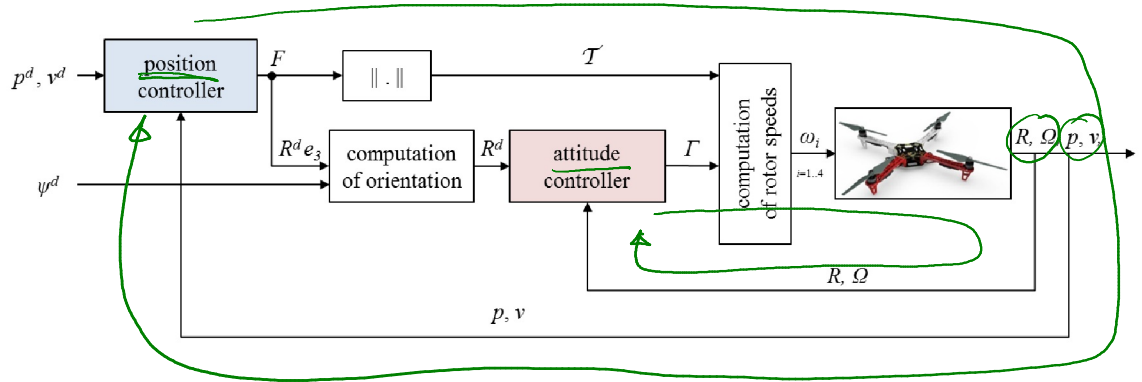 p^d, v^d
position
controller
F
‖ . ‖
𝒯
R^d e_3
computation
of orientation
R^d
attitude
controller
Γ
computation
of rotor speeds
ω_i
i=1..4
R, Ω
p, v,
ψ^d
R, Ω
p, v